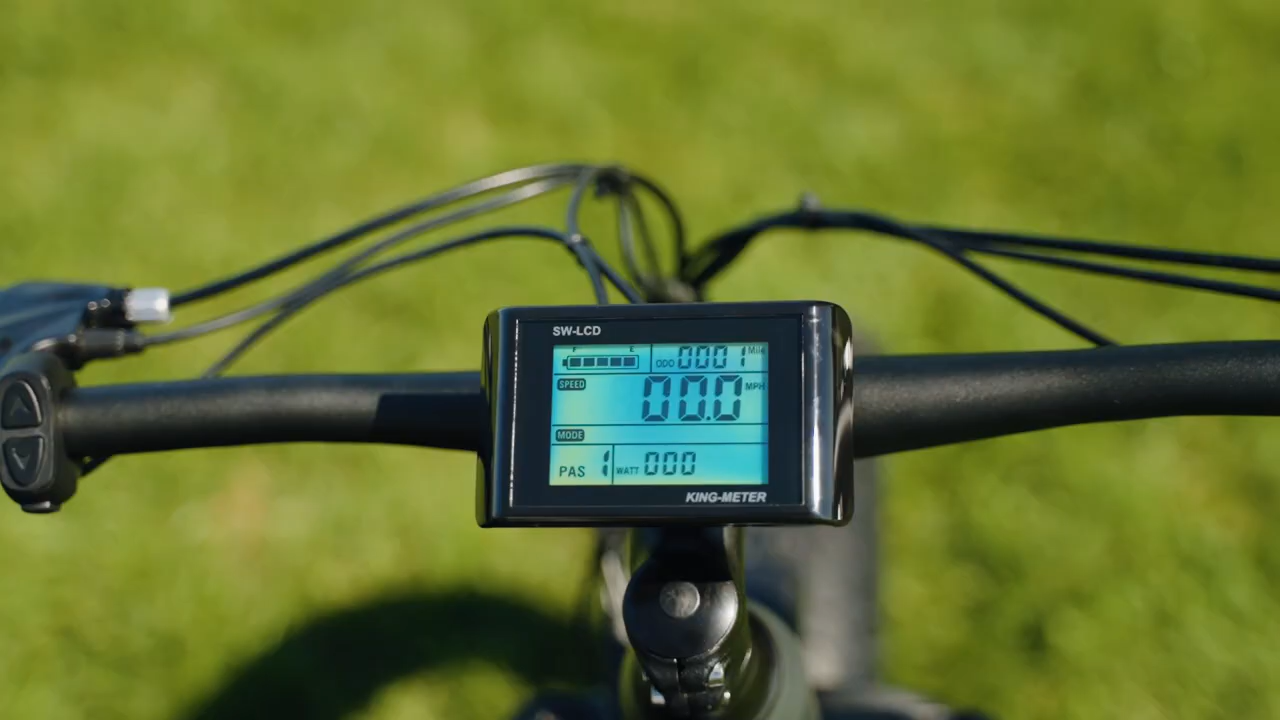 SW-LCD
F E
ODO 0001 Mile
SPEED 00.0 MPH
MODE
PAS 1 WATT 000
KING-METER